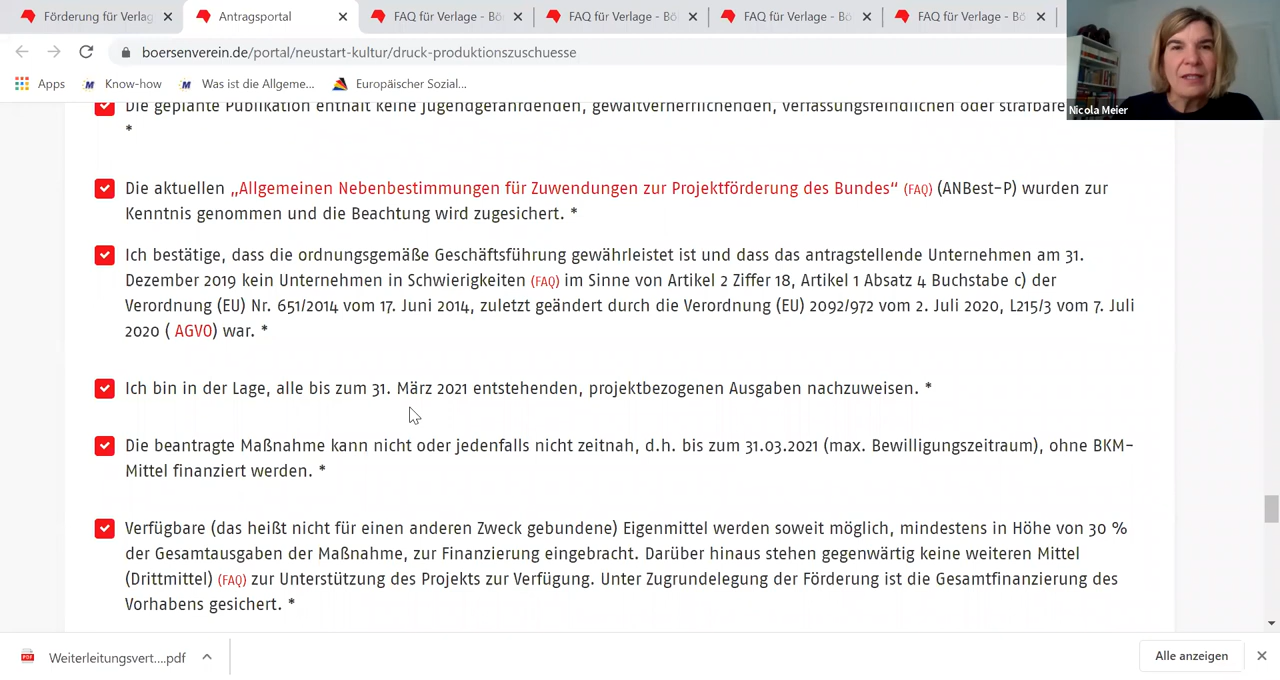 Förderung für Verlag
Antragsportal
FAQ für Verlage - Bö
FAQ für Verlage - Bö
FAQ für Verlage - Bö
FAQ für Verlage - Bö
boersenverein.de/portal/neustart-kultur/druck-produktionszuschuesse
Apps
Know-how
Was ist die Allgeme...
Europäischer Sozial...
Nicola Meier
Die geplante Publikation enthält keine jugendgefährdenden, gewaltverherrlichenden, verfassungsfeindlichen oder strafbare
*
Die aktuellen „Allgemeinen Nebenbestimmungen für Zuwendungen zur Projektförderung des Bundes“ (FAQ) (ANBest-P) wurden zur
Kenntnis genommen und die Beachtung wird zugesichert. *
Ich bestätige, dass die ordnungsgemäße Geschäftsführung gewährleistet ist und dass das antragstellende Unternehmen am 31.
Dezember 2019 kein Unternehmen in Schwierigkeiten (FAQ) im Sinne von Artikel 2 Ziffer 18, Artikel 1 Absatz 4 Buchstabe c) der
Verordnung (EU) Nr. 651/2014 vom 17. Juni 2014, zuletzt geändert durch die Verordnung (EU) 2092/972 vom 2. Juli 2020, L215/3 vom 7. Juli
2020 ( AGVO) war. *
Ich bin in der Lage, alle bis zum 31. März 2021 entstehenden, projektbezogenen Ausgaben nachzuweisen. *
Die beantragte Maßnahme kann nicht oder jedenfalls nicht zeitnah, d.h. bis zum 31.03.2021 (max. Bewilligungszeitraum), ohne BKM-
Mittel finanziert werden. *
Verfügbare (das heißt nicht für einen anderen Zweck gebundene) Eigenmittel werden soweit möglich, mindestens in Höhe von 30 %
der Gesamtausgaben der Maßnahme, zur Finanzierung eingebracht. Darüber hinaus stehen gegenwärtig keine weiteren Mittel
(Drittmittel) (FAQ) zur Unterstützung des Projekts zur Verfügung. Unter Zugrundelegung der Förderung ist die Gesamtfinanzierung des
Vorhabens gesichert. *
Weiterleitungsvert....pdf
Alle anzeigen